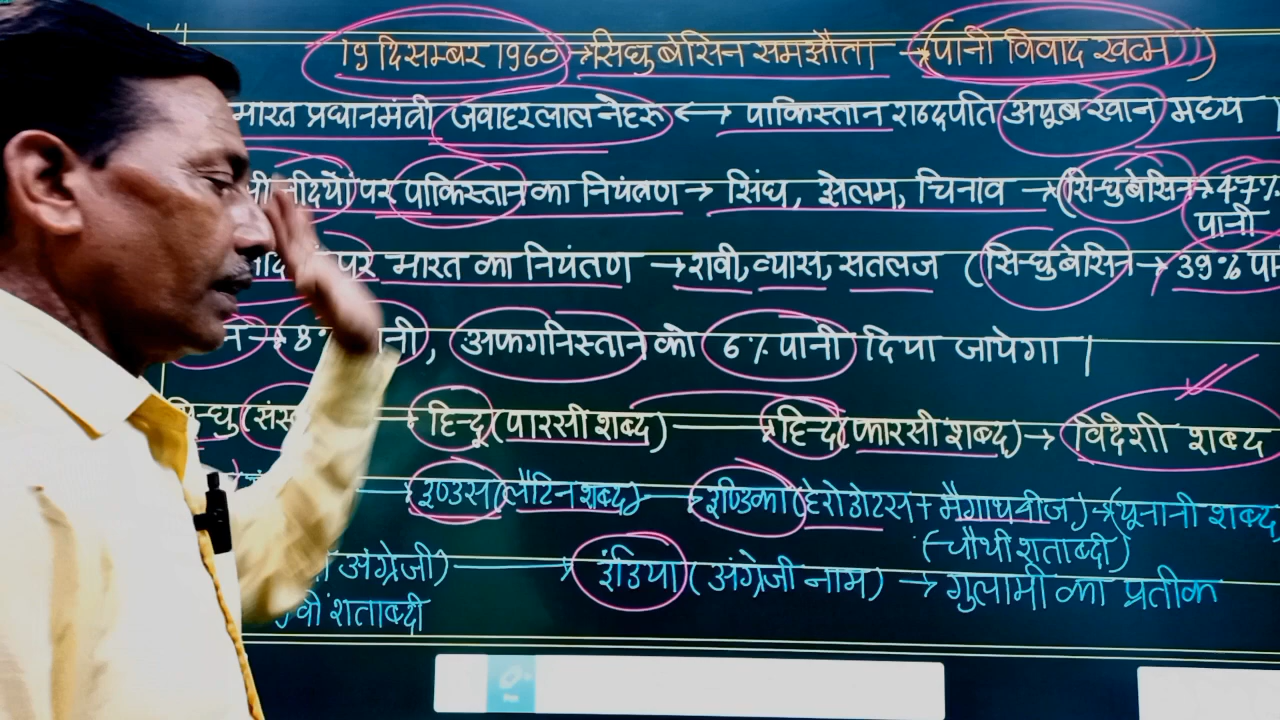 19 दिसम्बर 1960 → सिन्धु बेसिन समझौता → (पानी विवाद खत्म)
भारत प्रधानमंत्री जवाहरलाल नेहरू ↔ पाकिस्तान राष्ट्रपति अयूब खान मध्य |
पर पाकिस्तान का नियंत्रण → सिंध, झेलम, चिनाव → (सिन्धु बेसिन → 47%
पानी
पर भारत का नियंत्रण → रावी, व्यास, सतलज (सिन्धु बेसिन → 39%
→ 8% , अफगनिस्तान को 6% पानी दिया जायेगा |
हिन्दू (पारसी शब्द) → हिन्द (फारसी शब्द) → विदेशी शब्द
इण्डस (लैटिन शब्द) → इण्डिका (हेरोडोटस + मैगाथनीज) → (यूनानी शब्द
(चौथी शताब्दी)
अंग्रेजी) → इंडिया (अंग्रेजी नाम) → गुलामी का प्रतीक
शताब्दी